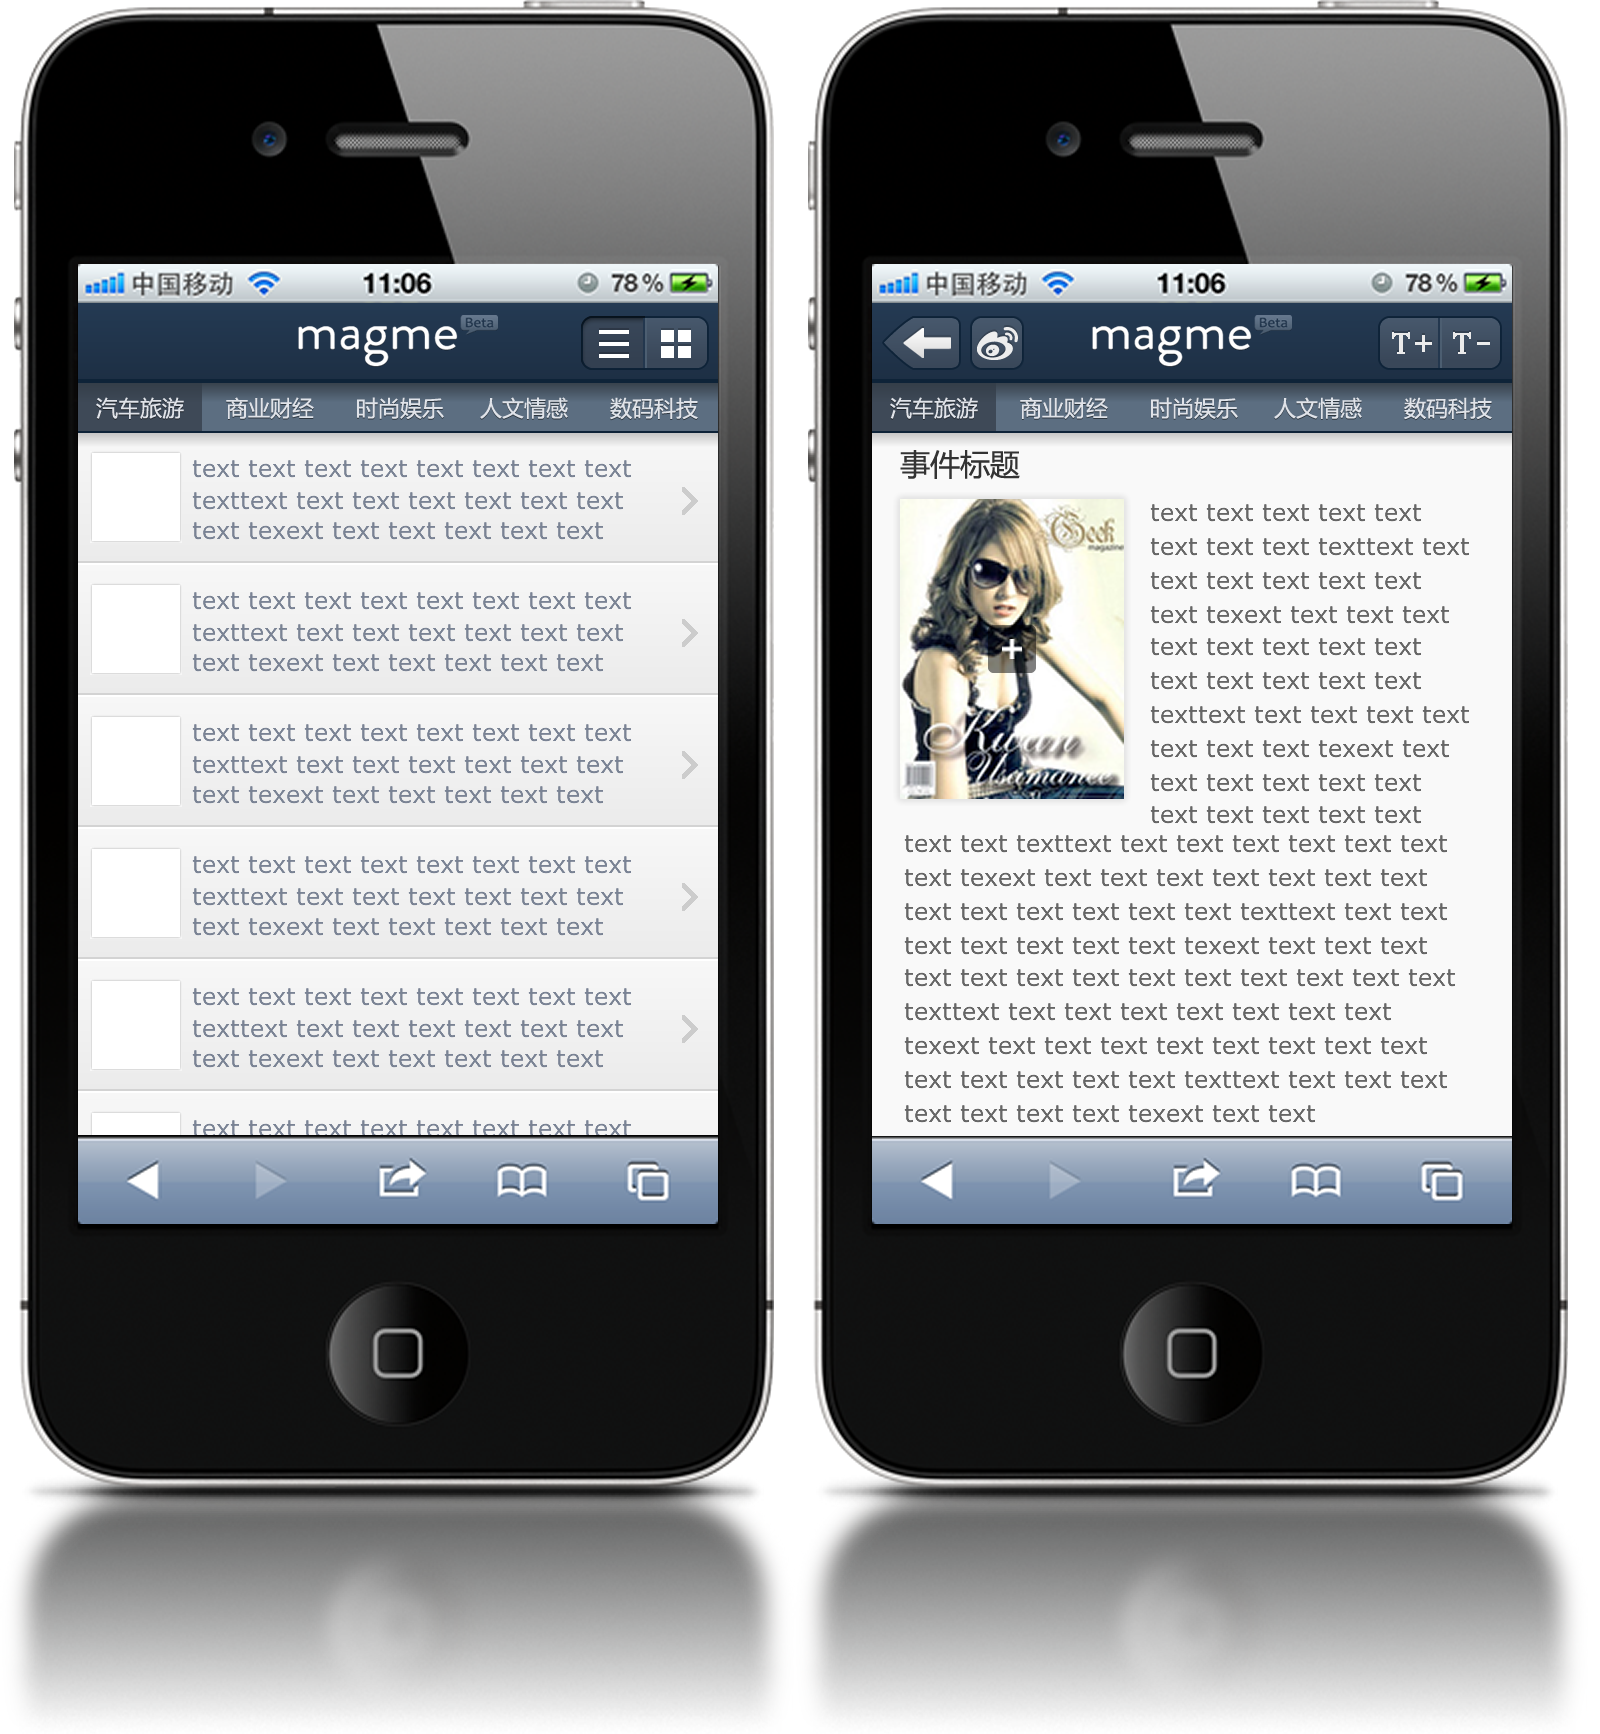 中国移动 11:06 78%
magme Beta
汽车旅游 商业财经 时尚娱乐 人文情感 数码科技
text text text text text text text text
texttext text text text text text text
text texext text text text text text
text text text text text text text text
texttext text text text text text text
text texext text text text text text
text text text text text text text text
texttext text text text text text text
text texext text text text text text
text text text text text text text text
texttext text text text text text text
text texext text text text text text
text text text text text text text text
texttext text text text text text text
text texext text text text text text
text text text text text text text text
中国移动 11:06 78%
magme Beta T+ T-
汽车旅游 商业财经 时尚娱乐 人文情感 数码科技
事件标题
Geek
magazine
Kwan
Usamanee
text text text text text
text text text texttext text
text text text text text
text texext text text text
text text text text text
text text text text text
texttext text text text text
text text text texext text
text text text text text
text text text text text
text text texttext text text text text text text
text texext text text text text text text text
text text text text text text texttext text text
text text text text text texext text text text
text text text text text text text text text text
texttext text text text text text text text
texext text text text text text text text text
text text text text text texttext text text text
text text text text texext text text